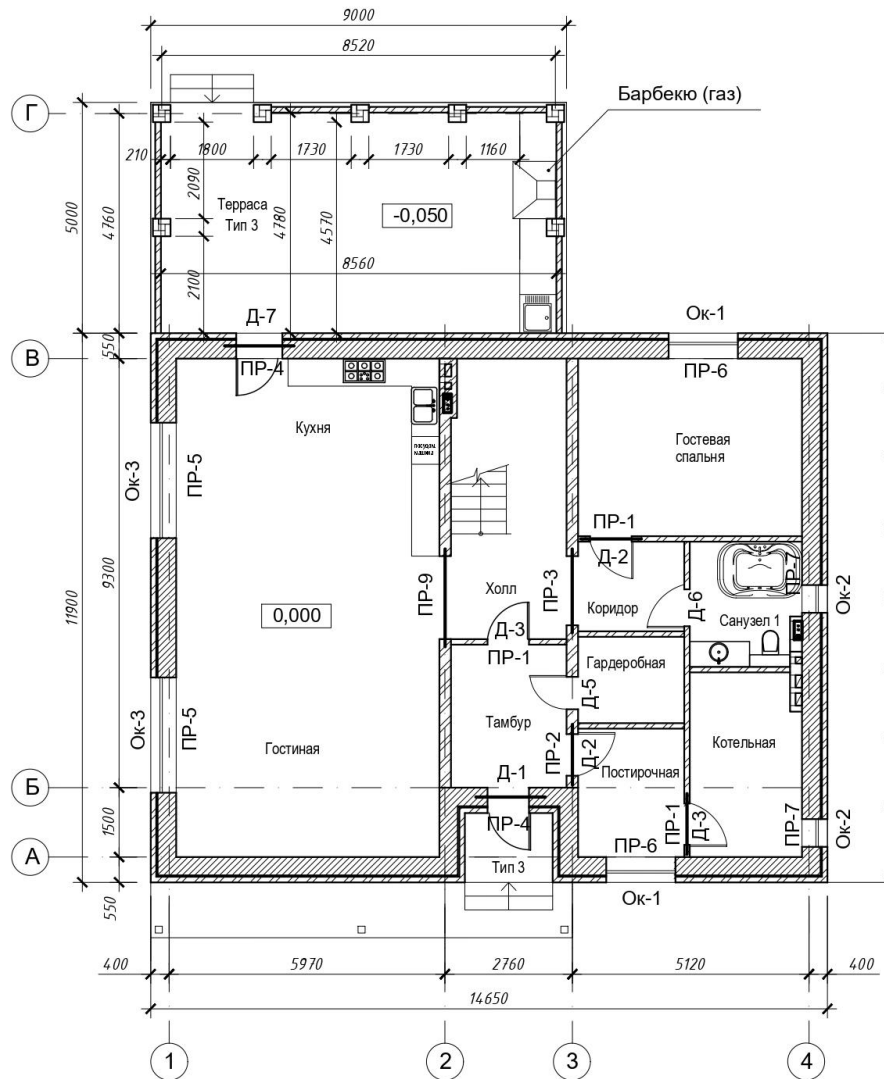 9000
8520
Барбекю (газ)
Г
210
1800
1730
1730
1160
2090
Терраса
Тип 3
-0,050
4780
4570
5000
4760
2100
8560
Д-7
Ок-1
В
550
ПР-4
ПР-6
Кухня
Гостевая
спальня
Ок-3
ПР-5
ПР-1
Д-2
ПР-7
11900
9300
ПР-9
Холл
ПР-3
Коридор
Д-6
Санузел 1
Ок-2
0,000
Д-3
ПР-1
Гардеробная
Д-5
Ок-3
ПР-5
Гостиная
Тамбур
ПР-2
Д-2
Котельная
Постирочная
Б
Д-1
ПР-4
1500
ПР-1
Д-3
ПР-7
Ок-2
А
ПР-6
Тип 3
550
Ок-1
400
5970
2760
5120
400
14650
1
2
3
4